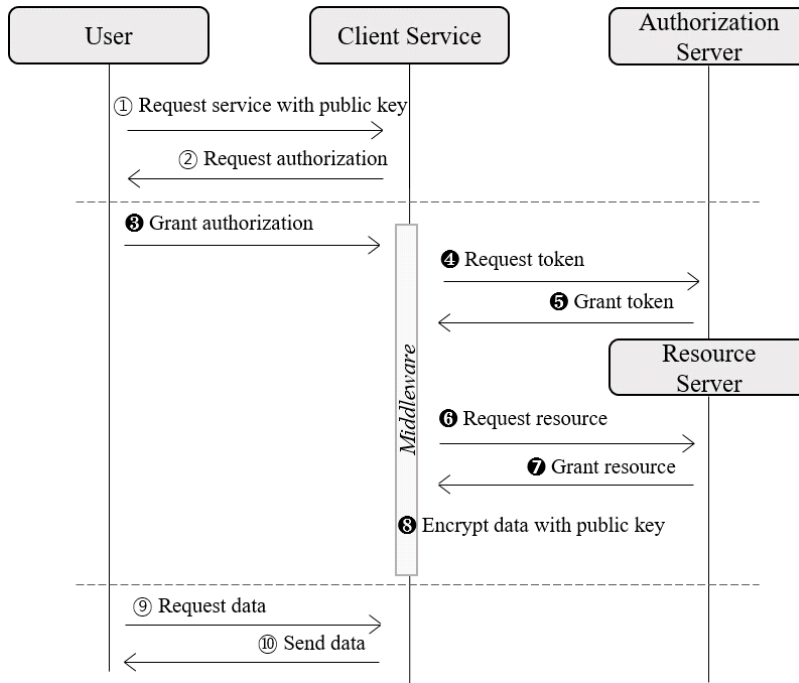 User
Client Service
Authorization
Server
① Request service with public key
② Request authorization
❸ Grant authorization
❹ Request token
❺ Grant token
Resource
Server
Middleware
❻ Request resource
❼ Grant resource
❽ Encrypt data with public key
⑨ Request data
⑩ Send data